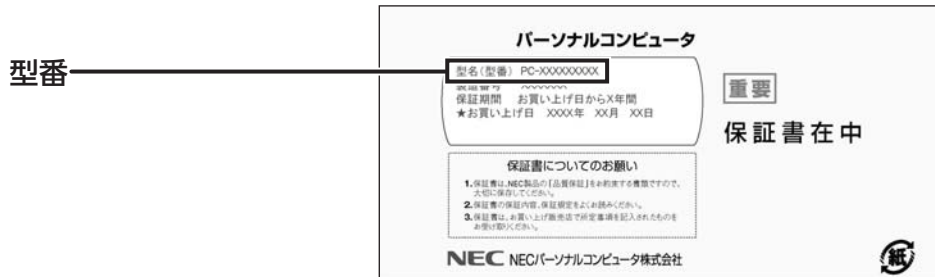 型番
パーソナルコンピュータ
型名(型番) PC-XXXXXXXXX
製造番号 XXXXXXX
保証期間 お買い上げ日からX年間
★お買い上げ日 XXXX年 XX月 XX日
重要
保証書在中
保証書についてのお願い
1.保証書は、NEC製品の「品質保証」をお約束する書類ですので、
大切に保存してください。
2.保証書の保証内容、保証規定をよくお読みください。
3.保証書は、お買い上げ販売店で所定事項を記入されたものを
お受け取りください。
NEC NECパーソナルコンピュータ株式会社
紙